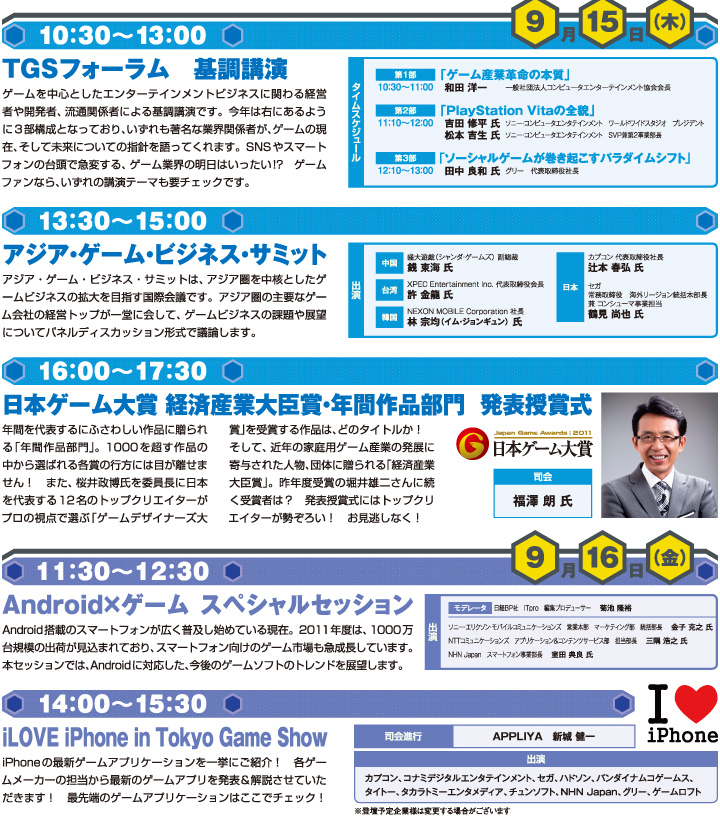 9月15日(木)
10:30～13:00
TGSフォーラム　基調講演
ゲームを中心としたエンターテインメントビジネスに関わる経営
者や開発者、流通関係者による基調講演です。今年は右にあるよう
に3部構成となっており、いずれも著名な業界関係者が、ゲームの現
在、そして未来についての指針を語ってくれます。SNSやスマート
フォンの台頭で急変する、ゲーム業界の明日はいったい!?　ゲーム
ファンなら、いずれの講演テーマも要チェックです。
タイムスケジュール
第1部 「ゲーム産業革命の本質」
10:30～11:00 和田 洋一 一般社団法人コンピュータエンターテインメント協会会長
第2部 「PlayStation Vitaの全貌」
11:10～12:00 吉田 修平 氏 ソニー・コンピュータエンタテインメント ワールドワイドスタジオ プレジデント
松本 吉生 氏 ソニー・コンピュータエンタテインメント SVP兼第2事業部長
第3部 「ソーシャルゲームが巻き起こすパラダイムシフト」
12:10～13:00 田中 良和 氏 グリー 代表取締役社長
13:30～15:00
アジア・ゲーム・ビジネス・サミット
アジア・ゲーム・ビジネス・サミットは、アジア圏を中核としたゲ
ームビジネスの拡大を目指す国際会議です。アジア圏の主要なゲー
ム会社の経営トップが一堂に会して、ゲームビジネスの課題や展望
についてパネルディスカッション形式で議論します。
出演
中国 盛大遊戯(シャンダ・ゲームズ) 副総裁
銭 東海 氏
台湾 XPEC Entertainment Inc. 代表取締役会長
許 金龍 氏
韓国 NEXON MOBILE Corporation 社長
林 宗均(イム・ジョンギュン) 氏
日本
カプコン 代表取締役社長
辻本 春弘 氏
セガ
常務取締役 海外リージョン統括本部長
兼 コンシューマ事業担当
鶴見 尚也 氏
16:00～17:30
日本ゲーム大賞 経済産業大臣賞・年間作品部門 発表授賞式
年間を代表するにふさわしい作品に贈られ
る「年間作品部門」。1000を超す作品の
中から選ばれる各賞の行方には目が離せま
せん！　また、桜井政博氏を委員長に日本
を代表する12名のトップクリエイターが
プロの視点で選ぶ「ゲームデザイナーズ大
賞」を受賞する作品は、どのタイトルか！
そして、近年の家庭用ゲーム産業の発展に
寄与された人物、団体に贈られる「経済産業
大臣賞」。昨年度受賞の堀井雄二さんに続
く受賞者は？　発表授賞式にはトップクリ
エイターが勢ぞろい！　お見逃しなく！
Japan Game Awards : 2011
日本ゲーム大賞
司会
福澤 朗 氏
9月16日(金)
11:30～12:30
Android×ゲーム スペシャルセッション
Android搭載のスマートフォンが広く普及し始めている現在。2011年度は、1000万
台規模の出荷が見込まれており、スマートフォン向けのゲーム市場も急成長しています。
本セッションでは、Androidに対応した、今後のゲームソフトのトレンドを展望します。
出演
モデレータ 日経BP社 ITpro 編集プロデューサー 菊池 隆裕
ソニー・エリクソン・モバイルコミュニケーションズ 営業本部 マーケティング部 統括部長 金子 克之 氏
NTTコミュニケーションズ アプリケーション&コンテンツサービス部 担当部長 三隅 浩之 氏
NHN Japan スマートフォン事業部長 室田 典良 氏
14:00～15:30
iLOVE iPhone in Tokyo Game Show
iPhoneの最新ゲームアプリケーションを一挙にご紹介！　各ゲー
ムメーカーの担当から最新のゲームアプリを発表＆解説させていた
だきます！　最先端のゲームアプリケーションはここでチェック！
I ♥
iPhone
司会進行 APPLIYA 新城 健一
出演
カプコン、コナミデジタルエンタテインメント、セガ、ハドソン、バンダイナムコゲームス、
タイトー、タカラトミーエンタメディア、チュンソフト、NHN Japan、グリー、ゲームロフト
※登壇予定企業様は変更する場合がございます